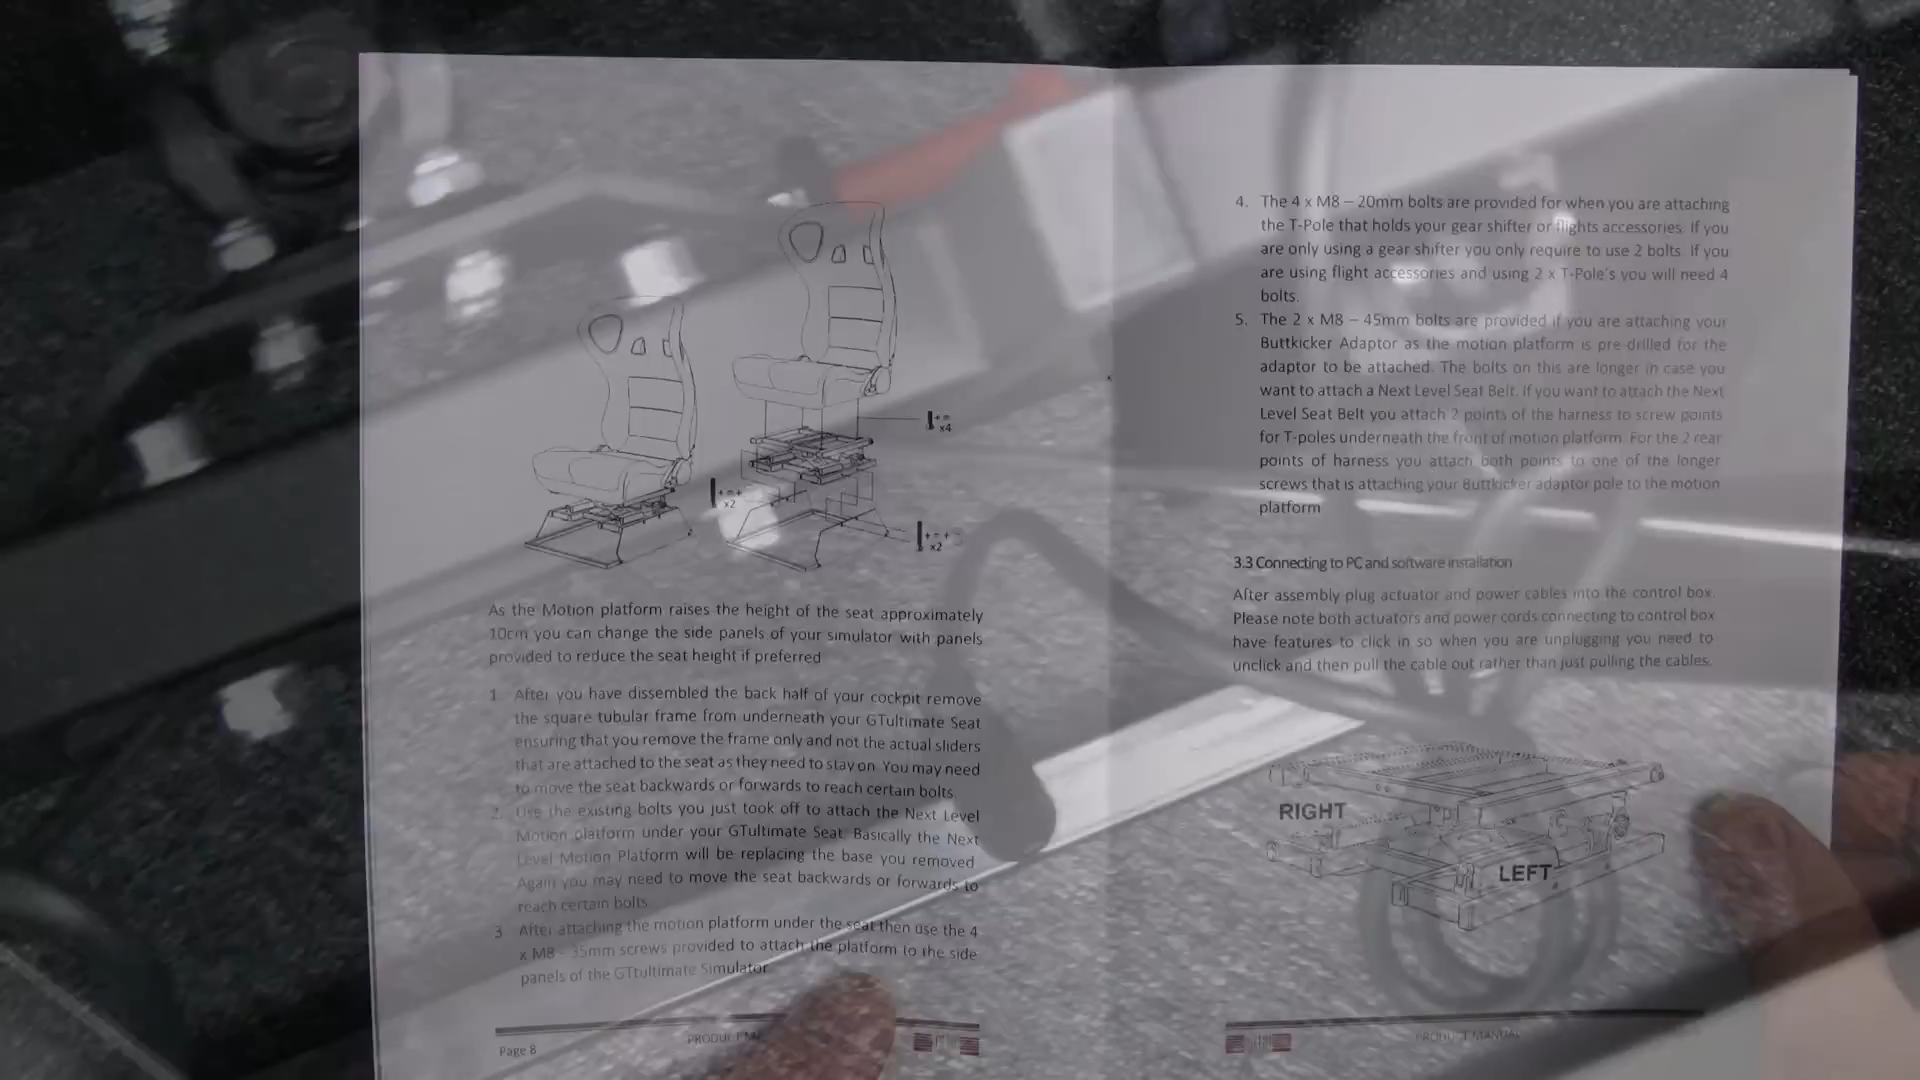 x4
x2
x2
As the Motion platform raises the height of the seat approximately
10cm you can change the side panels of your simulator with panels
provided to reduce the seat height if preferred
1. After you have dissembled the back half of your cockpit remove
the square tubular frame from underneath your GTultimate Seat
ensuring that you remove the frame only and not the actual sliders
that are attached to the seat as they need to stay on. You may need
to move the seat backwards or forwards to reach certain bolts.
2. Use the existing bolts you just took off to attach the Next Level
Motion platform under your GTultimate Seat. Basically the Next
Level Motion Platform will be replacing the base you removed
Again you may need to move the seat backwards or forwards to
reach certain bolts
3 After attaching the motion platform under the seat then use the 4
x M8 – 35mm screws provided to attach the platform to the side
panels of the GTtultimate Simulator
Page 8
4. The 4 x M8 – 20mm bolts are provided for when you are attaching
the T-Pole that holds your gear shifter or flights accessories. If you
are only using a gear shifter you only require to use 2 bolts. If you
are using flight accessories and using 2 x T-Pole's you will need 4
bolts.
5. The 2 x M8 – 45mm bolts are provided if you are attaching your
Buttkicker Adaptor as the motion platform is pre-drilled for the
adaptor to be attached. The bolts on this are longer in case you
want to attach a Next Level Seat Belt. If you want to attach the Next
Level Seat Belt you attach 2 points of the harness to screw points
for T-poles underneath the front of motion platform. For the 2 rear
points of harness you attach both points to one of the longer
screws that is attaching your Buttkicker adaptor pole to the motion
platform
3.3 Connecting to PC and software installation
After assembly plug actuator and power cables into the control box.
Please note both actuators and power cords connecting to control box
have features to click in so when you are unplugging you need to
unclick and then pull the cable out rather than just pulling the cables.
RIGHT
LEFT
PRODUCT MANUAL